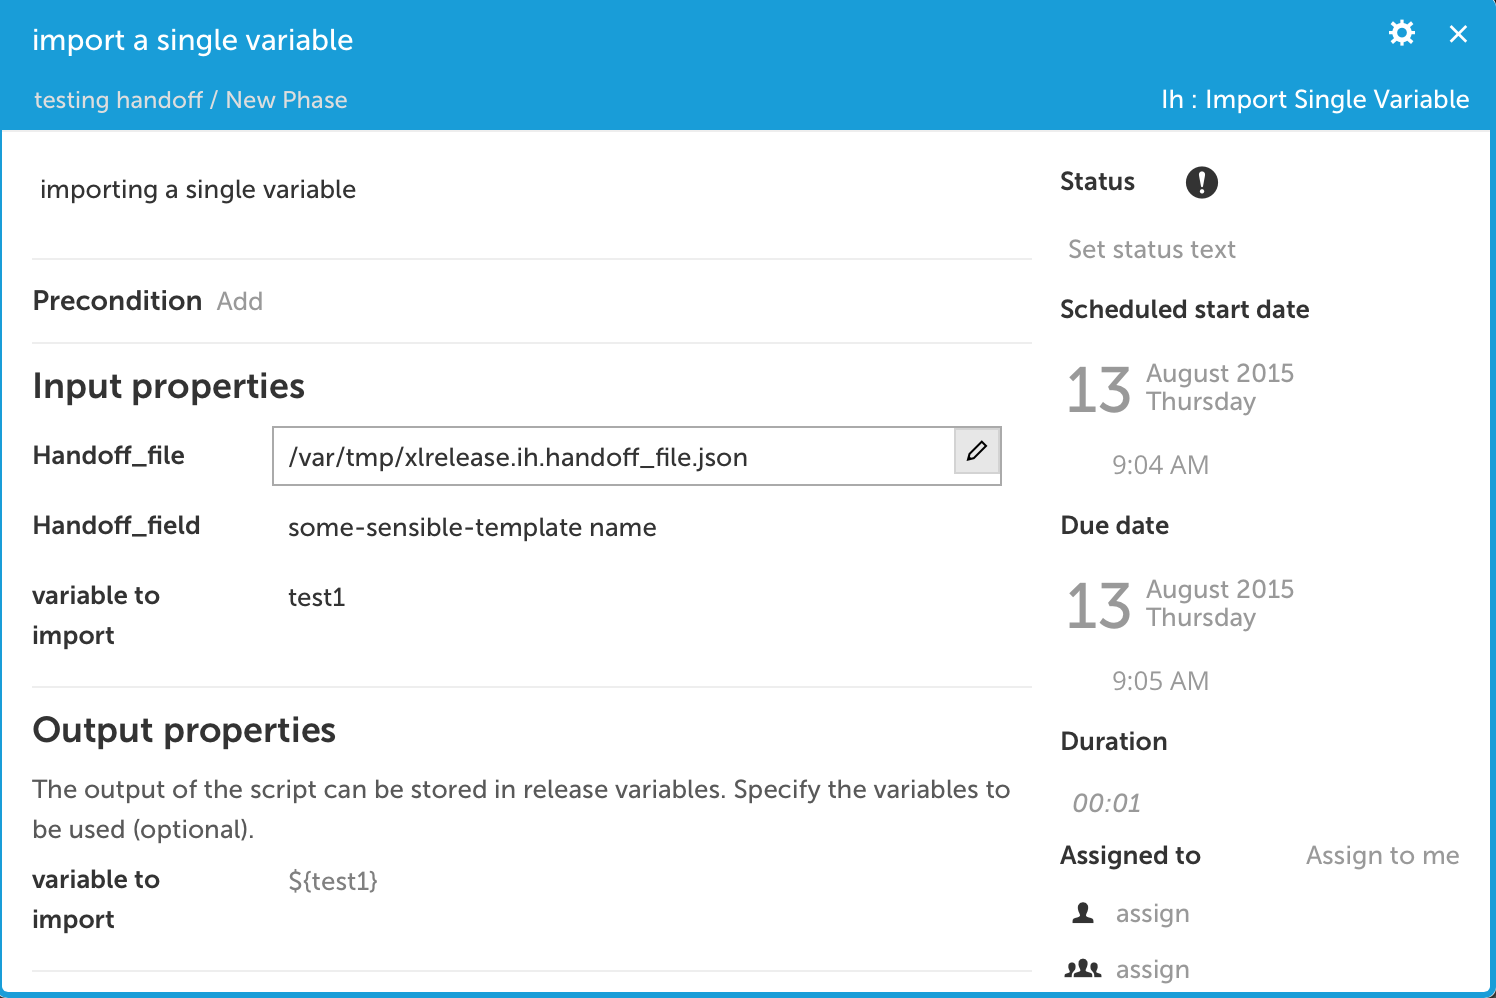 import a single variable
testing handoff / New Phase
Ih : Import Single Variable
importing a single variable
Precondition Add
Input properties
Handoff_file /var/tmp/xlrelease.ih.handoff_file.json
Handoff_field some-sensible-template name
variable to
import
test1
Output properties
The output of the script can be stored in release variables. Specify the variables to
be used (optional).
variable to
import
${test1}
Status
Set status text
Scheduled start date
13 August 2015
Thursday
9:04 AM
Due date
13 August 2015
Thursday
9:05 AM
Duration
00:01
Assigned to Assign to me
assign
assign